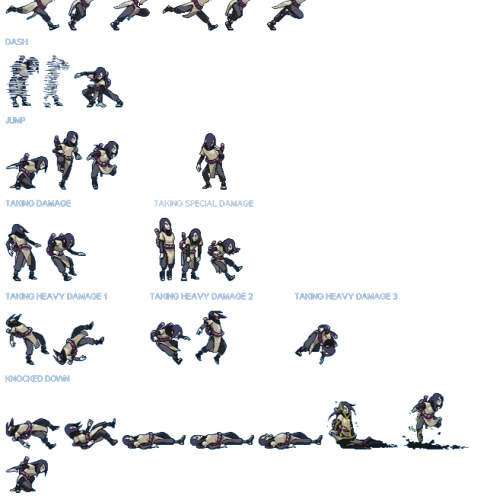 DASH
JUMP
TAKING DAMAGE TAKING SPECIAL DAMAGE
TAKING HEAVY DAMAGE 1 TAKING HEAVY DAMAGE 2 TAKING HEAVY DAMAGE 3
KNOCKED DOWN